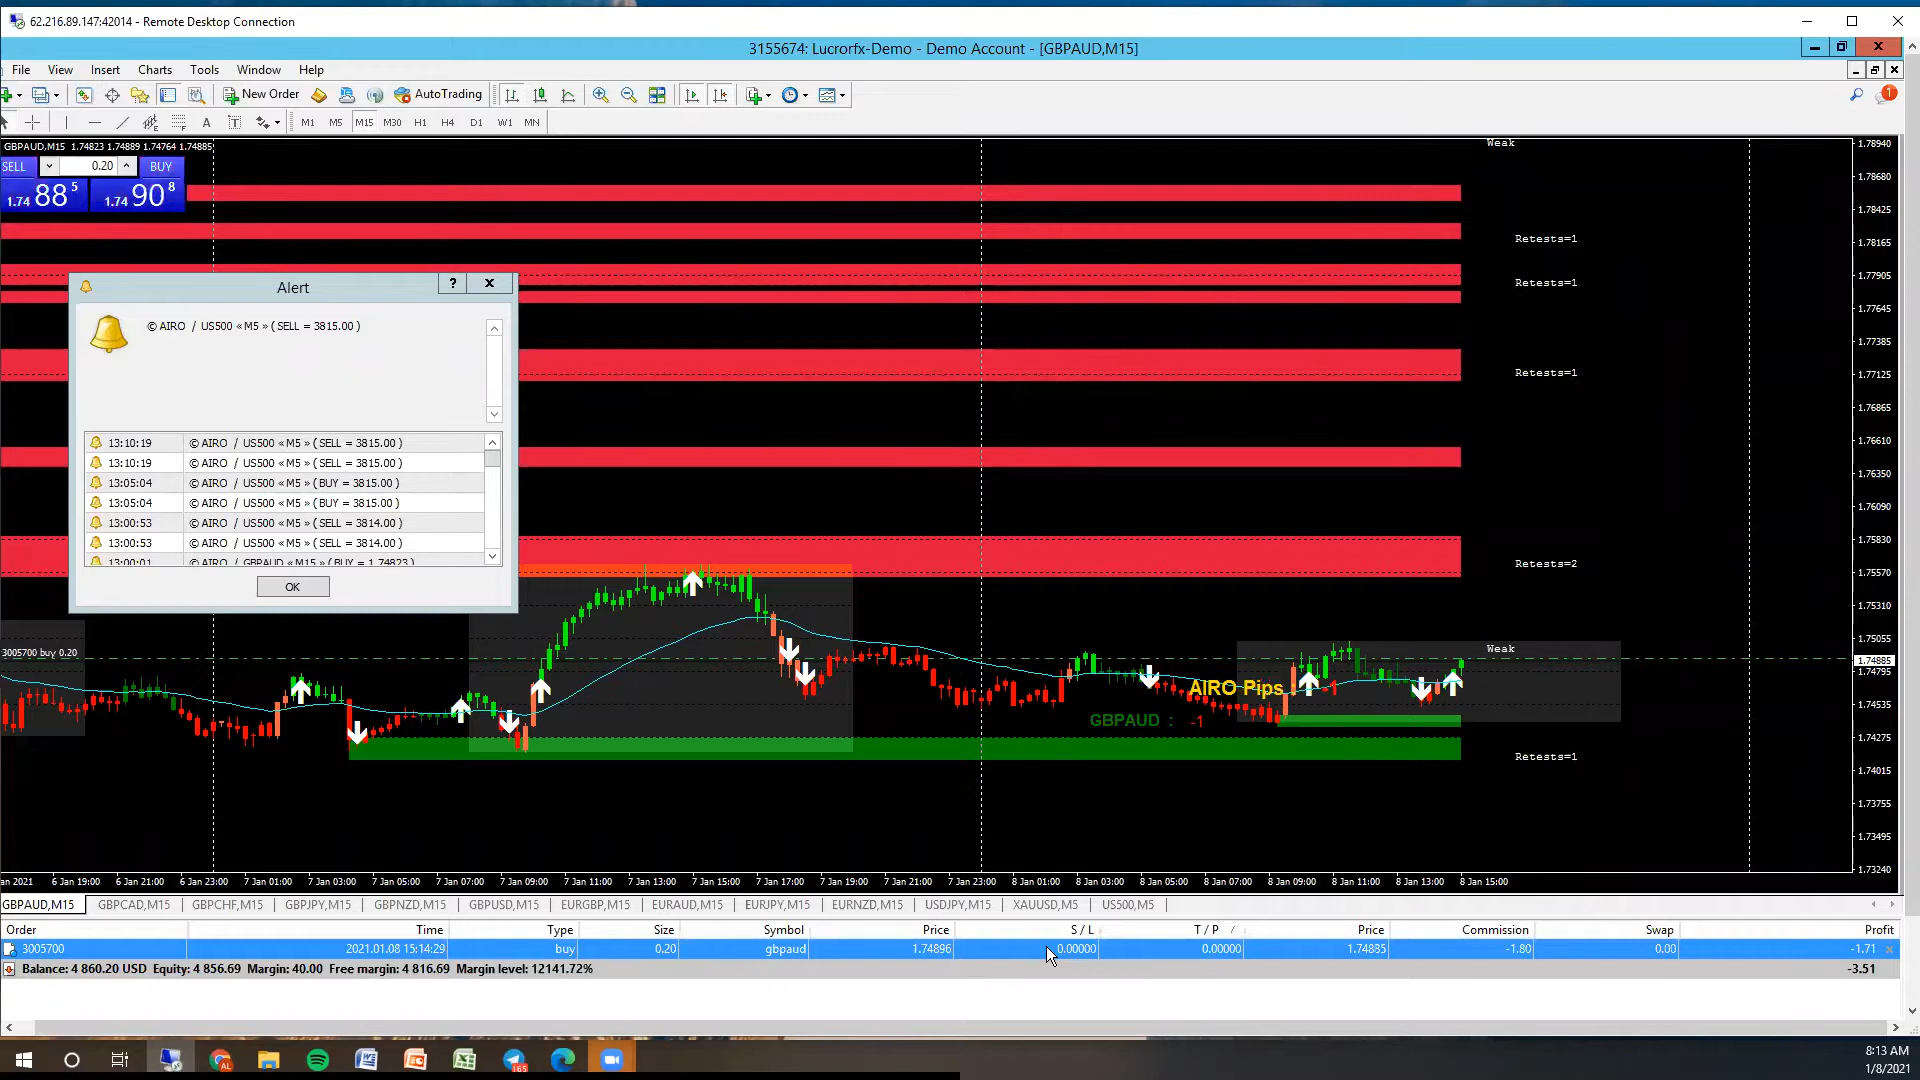 62.216.89.147:42014 - Remote Desktop Connection
3155674: Lucrorfx-Demo - Demo Account - [GBPAUD,M15]
File View Insert Charts Tools Window Help
New Order AutoTrading
M1 M5 M15 M30 H1 H4 D1 W1 MN
GBPAUD,M15 1.74823 1.74889 1.74764 1.74885
SELL 0.20 BUY
1.74 88 5 1.74 90 8
Weak
Retests=1
Retests=1
Retests=1
Retests=2
Weak
Retests=1
1.78940
1.78680
1.78425
1.78165
1.77905
1.77645
1.77385
1.77125
1.76865
1.76610
1.76350
1.76090
1.75830
1.75570
1.75310
1.75055
1.74885
1.74795
1.74535
1.74275
1.74015
1.73755
1.73495
1.73240
Alert
?
© AIRO / US500 «M5» ( SELL = 3815.00 )
13:10:19 © AIRO / US500 «M5» ( SELL = 3815.00 )
13:10:19 © AIRO / US500 «M5» ( SELL = 3815.00 )
13:05:04 © AIRO / US500 «M5» ( BUY = 3815.00 )
13:05:04 © AIRO / US500 «M5» ( BUY = 3815.00 )
13:00:53 © AIRO / US500 «M5» ( SELL = 3814.00 )
13:00:53 © AIRO / US500 «M5» ( SELL = 3814.00 )
13:00:01 © AIRO / GBPAUD «M15» ( BUY = 1.74823 )
OK
3005700 buy 0.20
AIRO Pips : -1
GBPAUD : -1
an 2021 6 Jan 19:00 6 Jan 21:00 6 Jan 23:00 7 Jan 01:00 7 Jan 03:00 7 Jan 05:00 7 Jan 07:00 7 Jan 09:00 7 Jan 11:00 7 Jan 13:00 7 Jan 15:00 7 Jan 17:00 7 Jan 19:00 7 Jan 21:00 7 Jan 23:00 8 Jan 01:00 8 Jan 03:00 8 Jan 05:00 8 Jan 07:00 8 Jan 09:00 8 Jan 11:00 8 Jan 13:00 8 Jan 15:00
GBPAUD,M15 GBPCAD,M15 GBPCHF,M15 GBPJPY,M15 GBPNZD,M15 GBPUSD,M15 EURGBP,M15 EURAUD,M15 EURJPY,M15 EURNZD,M15 USDJPY,M15 XAUUSD,M5 US500,M5
Order Time Type Size Symbol Price S / L T / P Price Commission Swap Profit
3005700 2021.01.08 15:14:29 buy 0.20 gbpaud 1.74896 0.00000 0.00000 1.74885 -1.80 0.00 -1.71
Balance: 4 860.20 USD Equity: 4 856.69 Margin: 40.00 Free margin: 4 816.69 Margin level: 12141.72% -3.51
AL
165
8:13 AM
1/8/2021